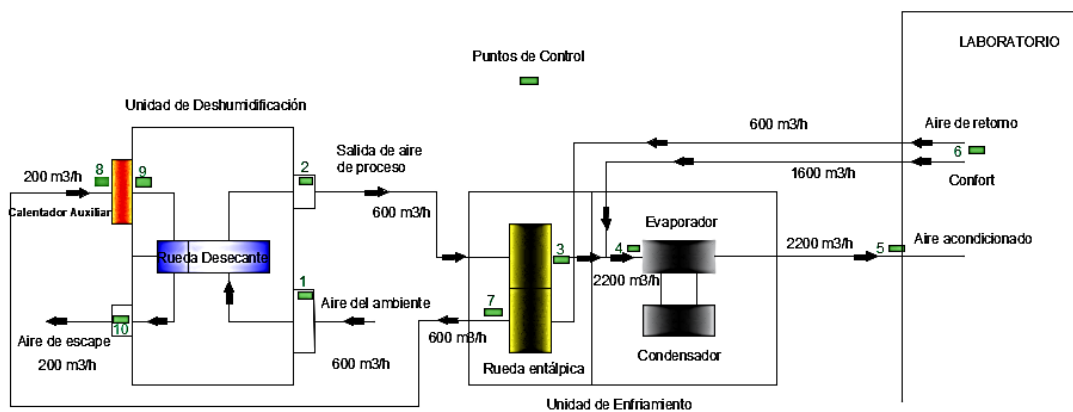 LABORATORIO
Puntos de Control
Unidad de Deshumidificación
600 m3/h
Aire de retorno
6
1600 m3/h
Confort
Salida de aire
de proceso
2
600 m3/h
8
9
200 m3/h
Calentador Auxiliar
Evaporador
2200 m3/h
5
Aire acondicionado
3
4
2200 m3/h
Rueda Desecante
1
Aire del ambiente
7
600 m3/h
10
Aire de escape
200 m3/h
600 m3/h
Rueda entálpica
Condensador
Unidad de Enfriamiento